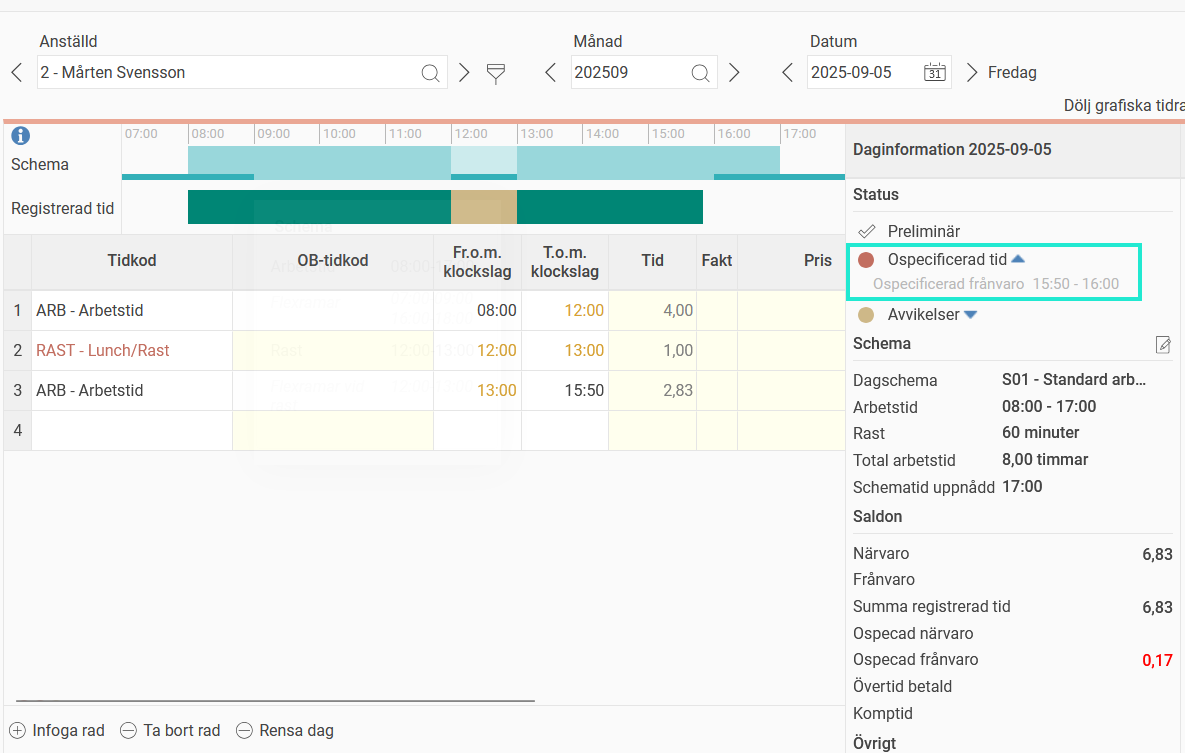 Anställd Månad Datum
2 - Mårten Svensson 202509 2025-09-05 31 Fredag
Dölj grafiska tidra
07:00 08:00 09:00 10:00 11:00 12:00 13:00 14:00 15:00 16:00 17:00
Schema
Registrerad tid
Tidkod OB-tidkod Fr.o.m. klockslag T.o.m. klockslag Tid Fakt Pris
1 ARB - Arbetstid 08:00 12:00 4,00
2 RAST - Lunch/Rast 12:00 13:00 1,00
3 ARB - Arbetstid 13:00 15:50 2,83
4
Infoga rad Ta bort rad Rensa dag
Daginformation 2025-09-05
Status
Preliminär
Ospecificerad tid
Ospecificerad frånvaro 15:50 - 16:00
Avvikelser
Schema
Dagschema S01 - Standard arb...
Arbetstid 08:00 - 17:00
Rast 60 minuter
Total arbetstid 8,00 timmar
Schematid uppnådd 17:00
Saldon
Närvaro 6,83
Frånvaro
Summa registrerad tid 6,83
Ospecad närvaro
Ospecad frånvaro 0,17
Övertid betald
Komptid
Övrigt